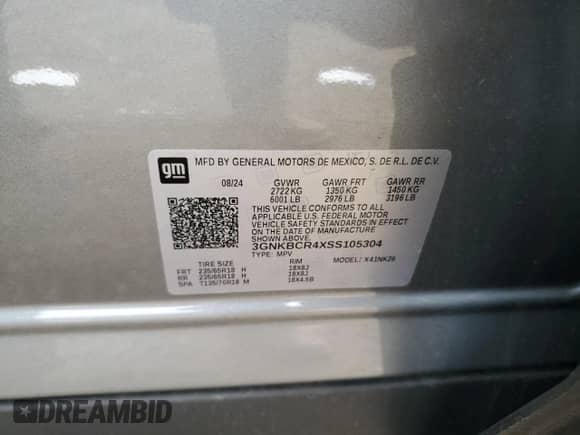 gm
MFD BY GENERAL MOTORS DE MEXICO, S. DE R.L. DE C.V.
08/24 GVWR GAWR FRT GAWR RR
2722 KG 1350 KG 1450 KG
6001 LB 2976 LB 3196 LB
THIS VEHICLE CONFORMS TO ALL
APPLICABLE U.S. FEDERAL MOTOR
VEHICLE SAFETY STANDARDS IN EFFECT
ON THE DATE OF MANUFACTURE SHOWN ABOVE.
3GNKBCR4XSS105304
TYPE: MPV MODEL: X41NK26
TIRE SIZE RIM
FRT 235/65R18 H 18X8J
RR 235/65R18 H 18X8J
SPA T135/70R18 M 18X4.5B
DREAMBID